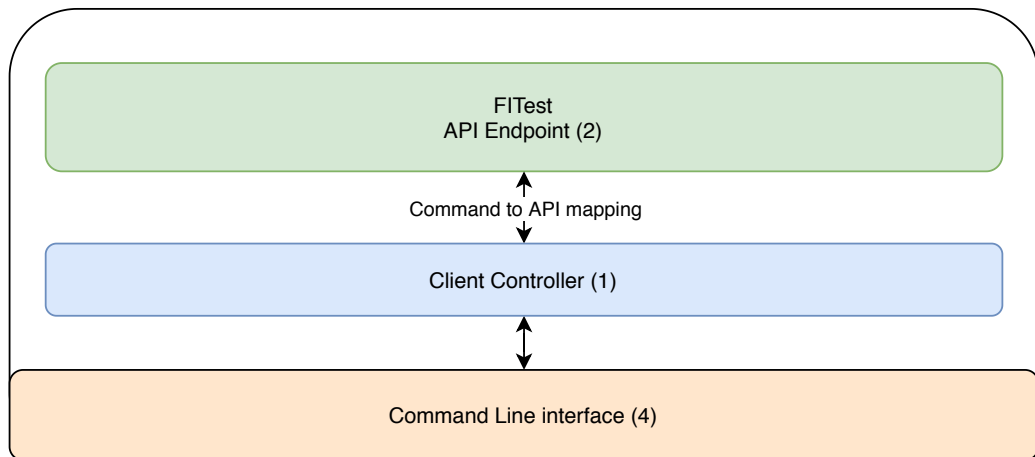 FITest
API Endpoint (2)
Command to API mapping
Client Controller (1)
Command Line interface (4)